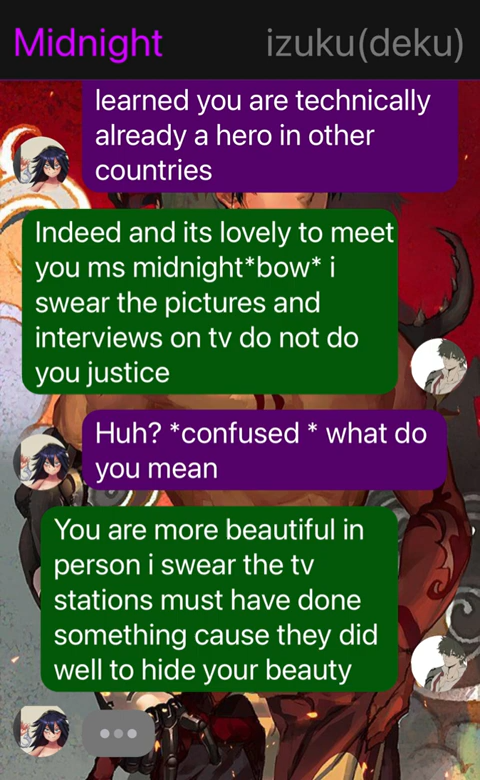 Midnight
izuku(deku)
learned you are technically
already a hero in other
countries
Indeed and its lovely to meet
you ms midnight*bow* i
swear the pictures and
interviews on tv do not do
you justice
Huh? *confused * what do
you mean
You are more beautiful in
person i swear the tv
stations must have done
something cause they did
well to hide your beauty